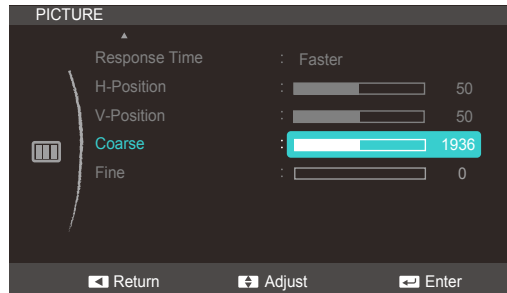 PICTURE
Response Time : Faster
H-Position : 50
V-Position : 50
Coarse : 1936
Fine : 0
Return Adjust Enter